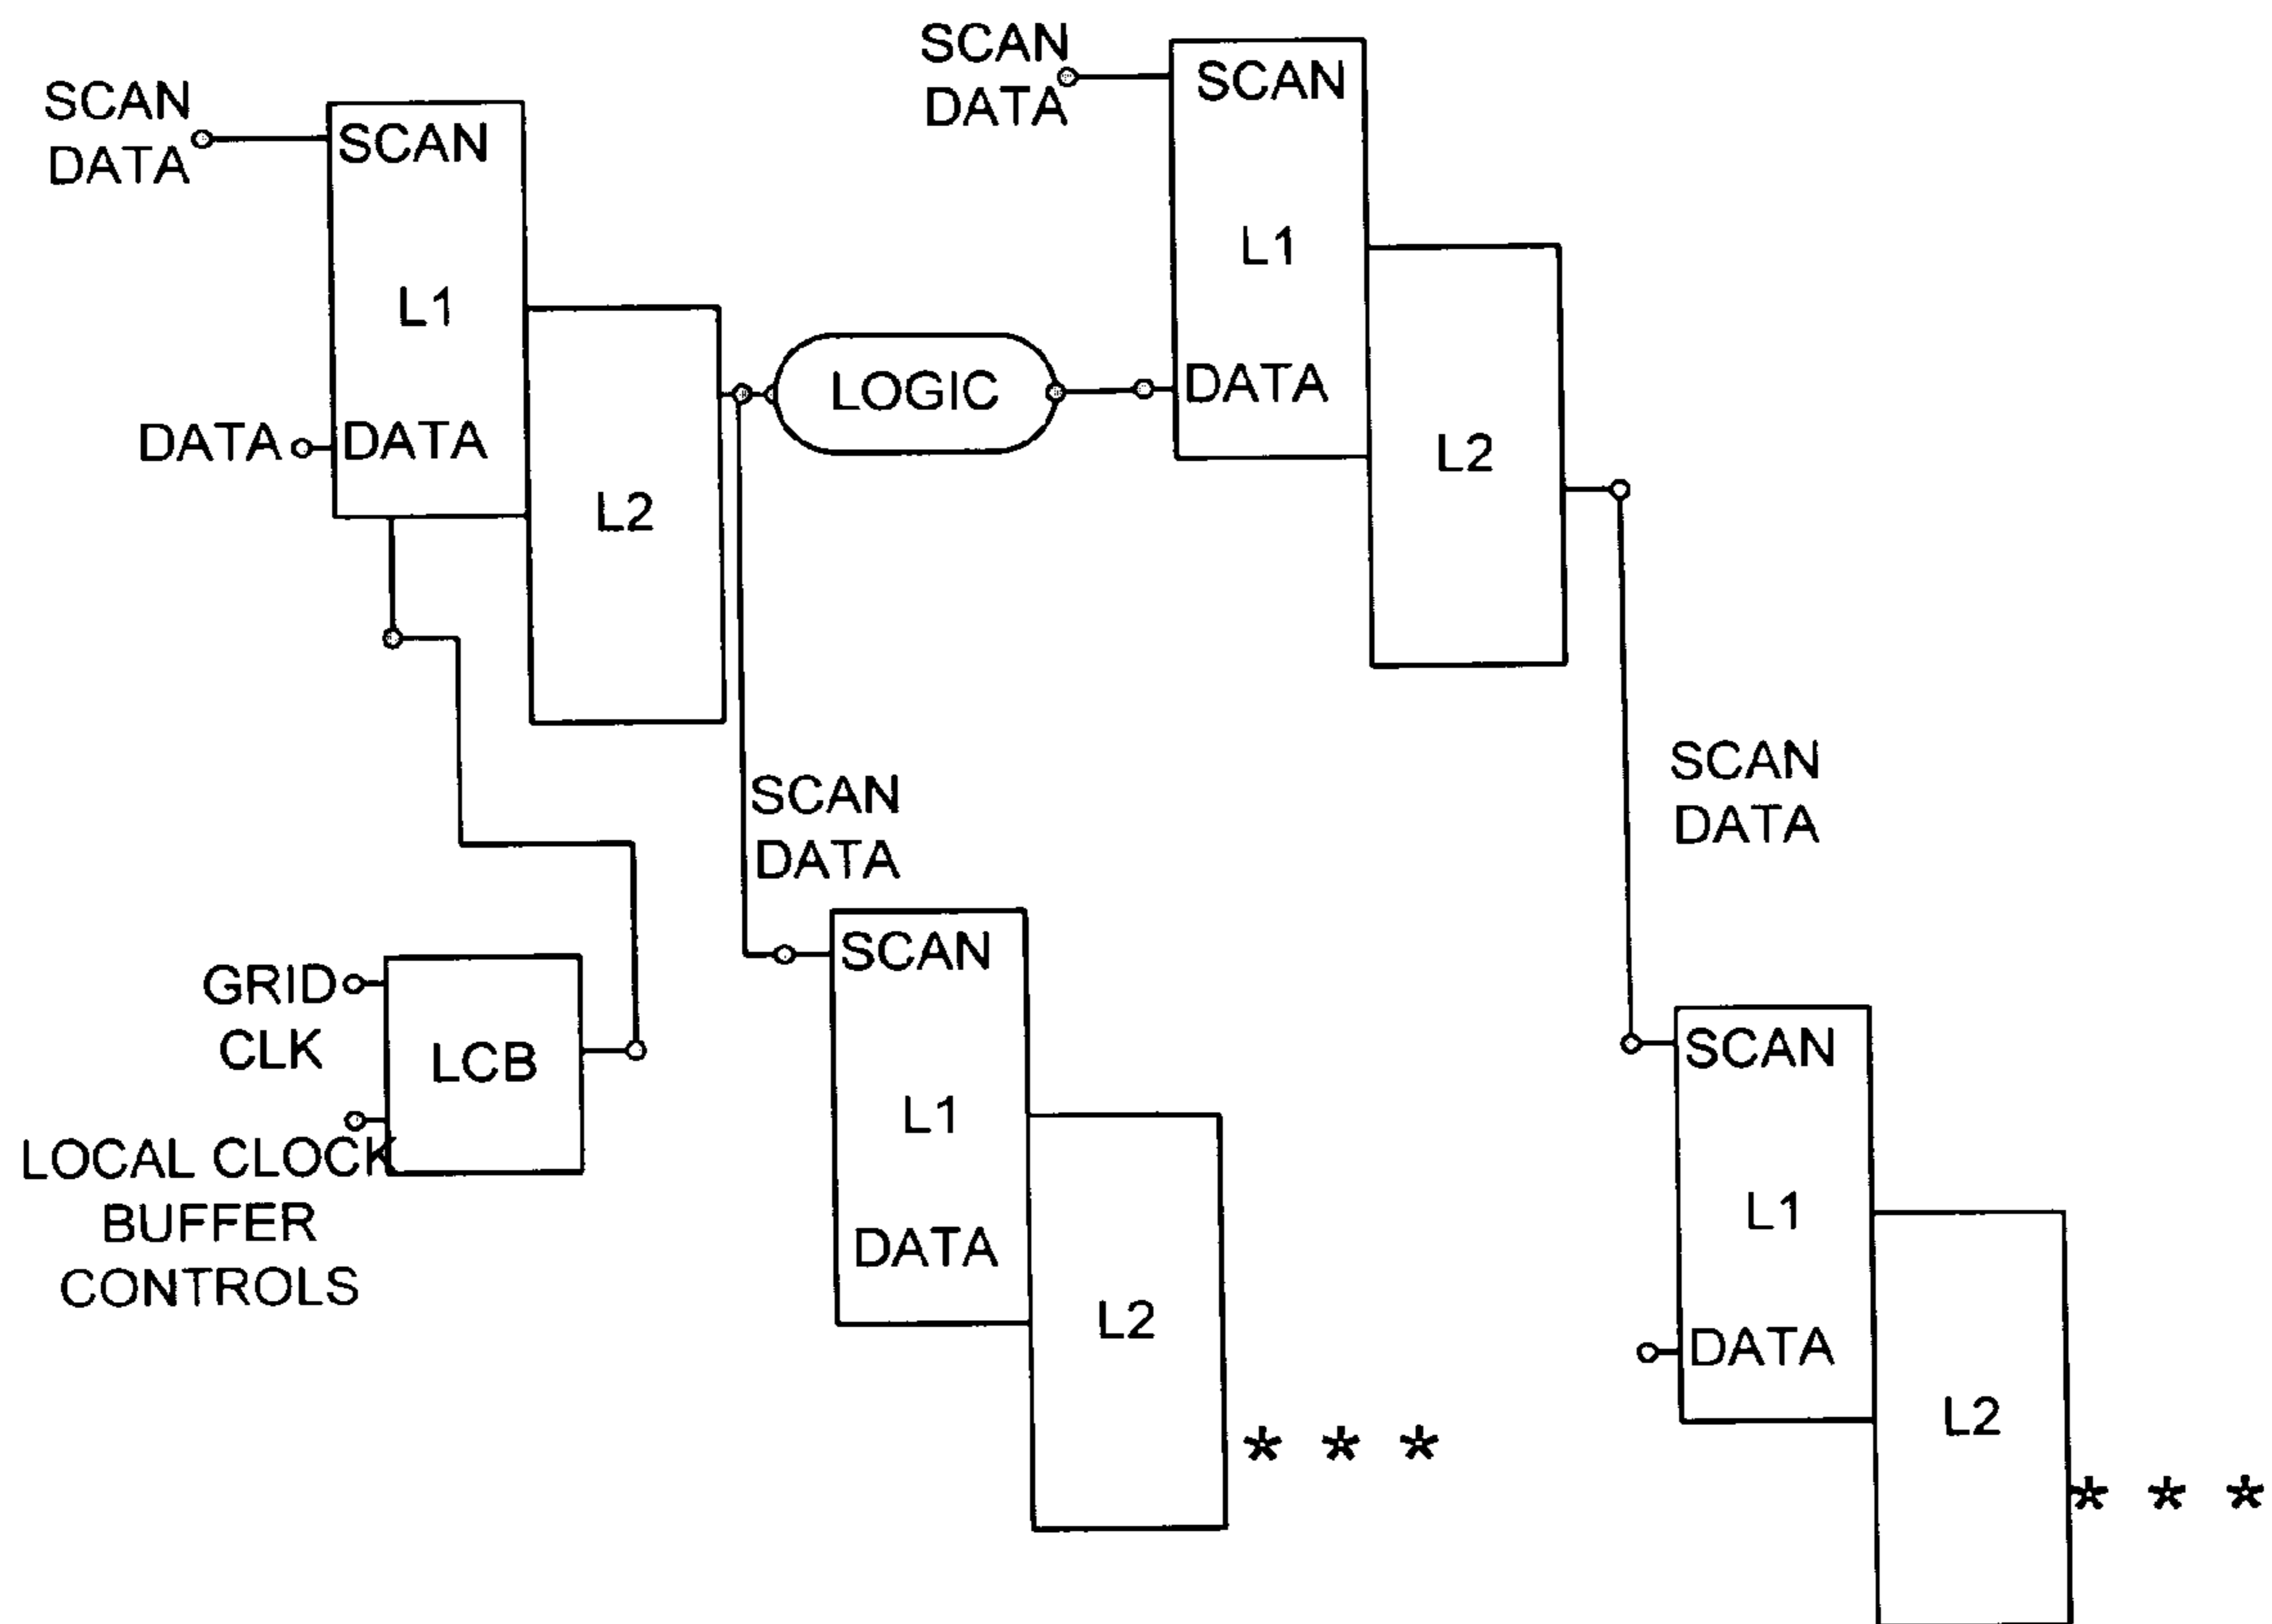 SCAN
DATA
SCAN
L1
DATA
DATA
L2
LOGIC
SCAN
DATA
SCAN
L1
DATA
L2
SCAN
DATA
SCAN
DATA
GRID
CLK
LCB
LOCAL CLOCK
BUFFER
CONTROLS
SCAN
L1
DATA
L2
* * *
SCAN
L1
DATA
L2
* * *